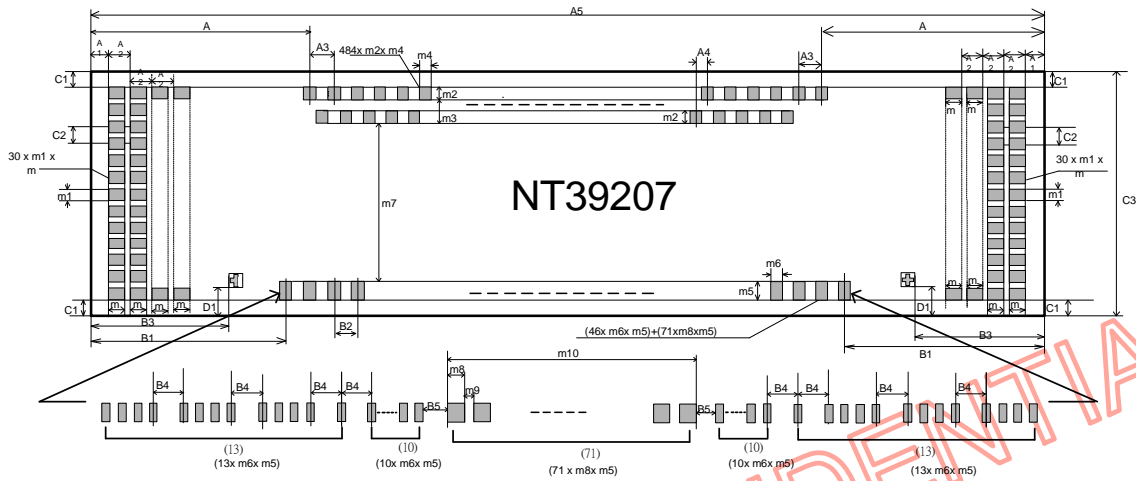 A5
A
A
A
1
A
2
A3
484x m2x m4
m4
A4
A3
A
2
A
2
A
2
A
1
C1
A
2
A
2
C1
m2
m3
m2
m
m
C2
C2
30 x m1 x
m
30 x m1 x
m
m1
m7
NT39207
m1
C3
m6
m5
m
m
D1
D1
C1
m
m
m
m
m
m
C1
B3
B2
(46x m6x m5)+(71xm8xm5)
B3
B1
B1
m10
m8
m9
B4
B4
B4
B4
B5
B5
B4
B4
B4
B4
(13)
(10)
(71)
(10)
(13)
(13x m6x m5)
(10x m6x m5)
(71 x m8x m5)
(10x m6x m5)
(13x m6x m5)